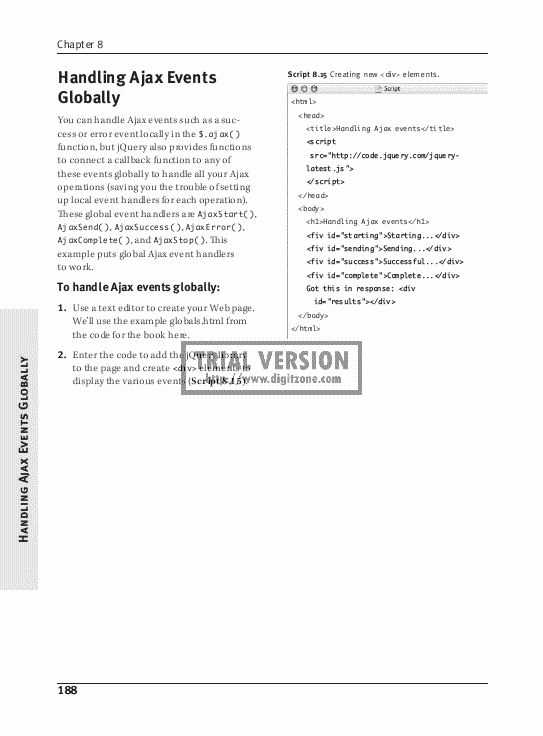 Chapter 8
Handling Ajax Events
Globally
You can handle Ajax events such as a suc-
cess or error event locally in the $.ajax()
function, but jQuery also provides functions
to connect a callback function to any of
these events globally to handle all your Ajax
operations (saving you the trouble of setting
up local event handlers for each operation).
These global event handlers are AjaxStart(),
AjaxSend(), AjaxSuccess(), AjaxError(),
AjaxComplete(), and AjaxStop(). This
example puts global Ajax event handlers
to work.
To handle Ajax events globally:
1. Use a text editor to create your Web page.
We'll use the example globals.html from
the code for the book here.
2. Enter the code to add the jQuery library
to the page and create <div> elements to
display the various events (Script 8.15).
Script 8.15 Creating new <div> elements.
Script
<html>
<head>
<title>Handling Ajax events</title>
<script
src="http://code.jquery.com/jquery-
latest.js">
</script>
</head>
<body>
<h1>Handling Ajax events</h1>
<fiv id="starting">Starting...</div>
<fiv id="sending">Sending...</div>
<fiv id="success">Successful...</div>
<fiv id="complete">Complete...</div>
Got this in response: <div
id="results"></div>
</body>
</html>
TRIAL VERSION
http://www.digitzone.com
Handling Ajax Events Globally
188